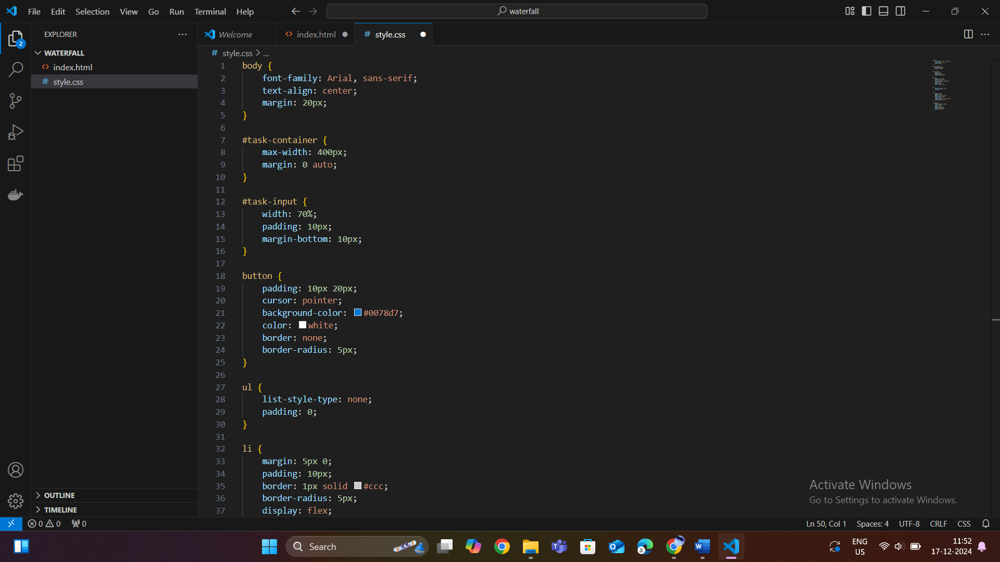 File Edit Selection View Go Run Terminal Help
waterfall
EXPLORER
WATERFALL
index.html
style.css
OUTLINE
TIMELINE
Welcome index.html style.css
# style.css > ...
1 body {
2 font-family: Arial, sans-serif;
3 text-align: center;
4 margin: 20px;
5 }
6
7 #task-container {
8 max-width: 400px;
9 margin: 0 auto;
10 }
11
12 #task-input {
13 width: 70%;
14 padding: 10px;
15 margin-bottom: 10px;
16 }
17
18 button {
19 padding: 10px 20px;
20 cursor: pointer;
21 background-color: #0078d7;
22 color: white;
23 border: none;
24 border-radius: 5px;
25 }
26
27 ul {
28 list-style-type: none;
29 padding: 0;
30 }
31
32 li {
33 margin: 5px 0;
34 padding: 10px;
35 border: 1px solid #ccc;
36 border-radius: 5px;
37 display: flex;
Activate Windows
Go to Settings to activate Windows.
2
0 0 0
Ln 50, Col 1 Spaces: 4 UTF-8 CRLF CSS
Search
ENG
US
11:52
17-12-2024